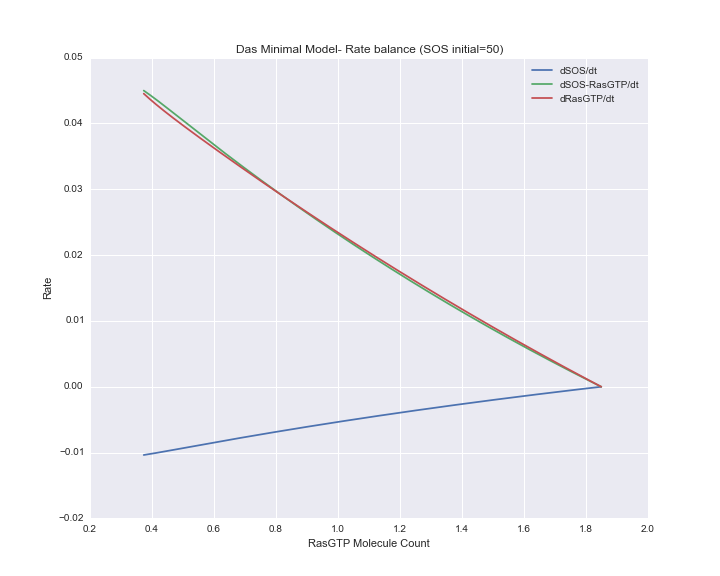 Das Minimal Model- Rate balance (SOS initial=50)
dSOS/dt
dSOS-RasGTP/dt
dRasGTP/dt
0.05
0.04
0.03
0.02
0.01
0.00
−0.01
−0.02
Rate
0.2 0.4 0.6 0.8 1.0 1.2 1.4 1.6 1.8 2.0
RasGTP Molecule Count